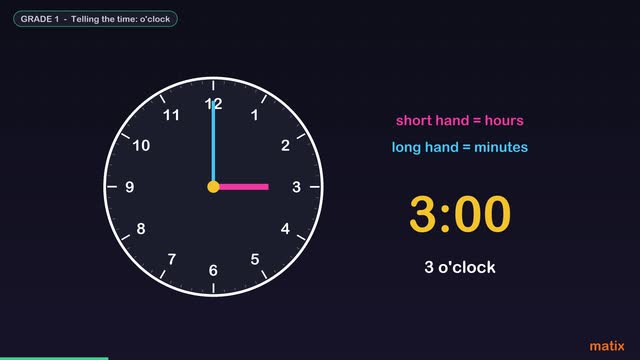 GRADE 1 - Telling the time: o'clock
12
11
1
10
2
9
3
8
4
7
5
6
short hand = hours
long hand = minutes
3:00
3 o'clock
matix